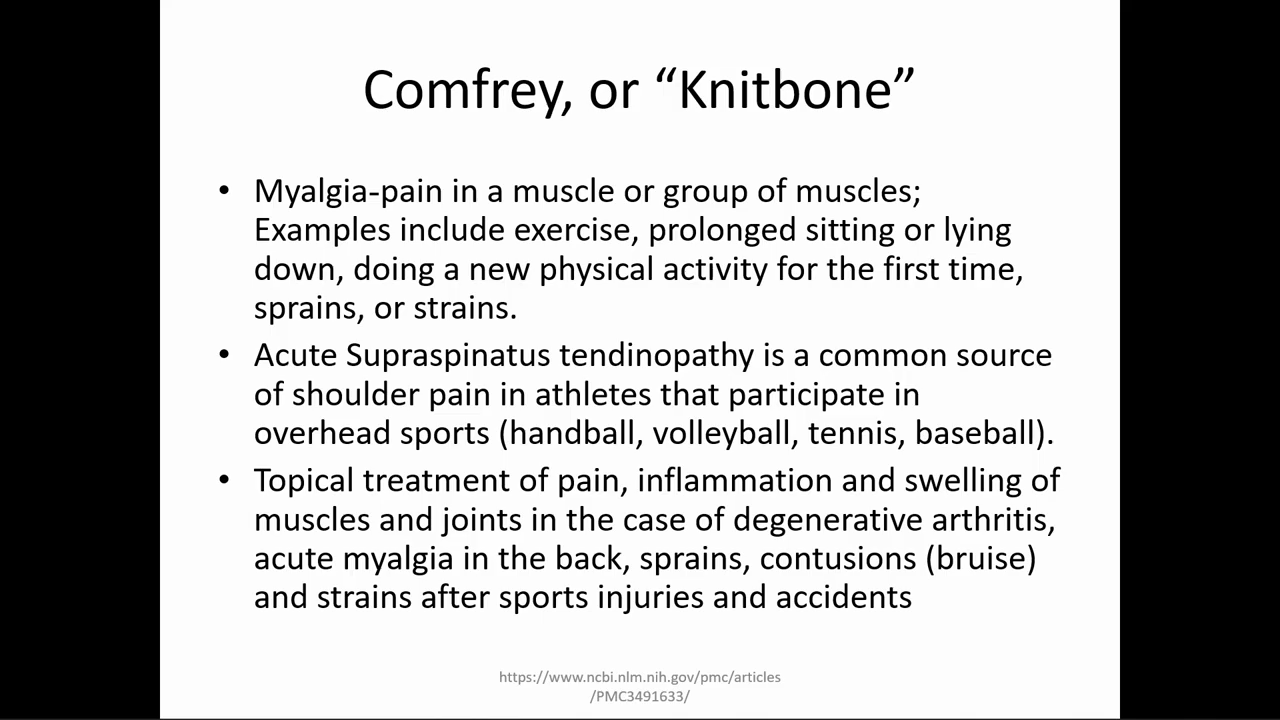 Comfrey, or “Knitbone”
• Myalgia-pain in a muscle or group of muscles;
Examples include exercise, prolonged sitting or lying
down, doing a new physical activity for the first time,
sprains, or strains.
• Acute Supraspinatus tendinopathy is a common source
of shoulder pain in athletes that participate in
overhead sports (handball, volleyball, tennis, baseball).
• Topical treatment of pain, inflammation and swelling of
muscles and joints in the case of degenerative arthritis,
acute myalgia in the back, sprains, contusions (bruise)
and strains after sports injuries and accidents
https://www.ncbi.nlm.nih.gov/pmc/articles
/PMC3491633/